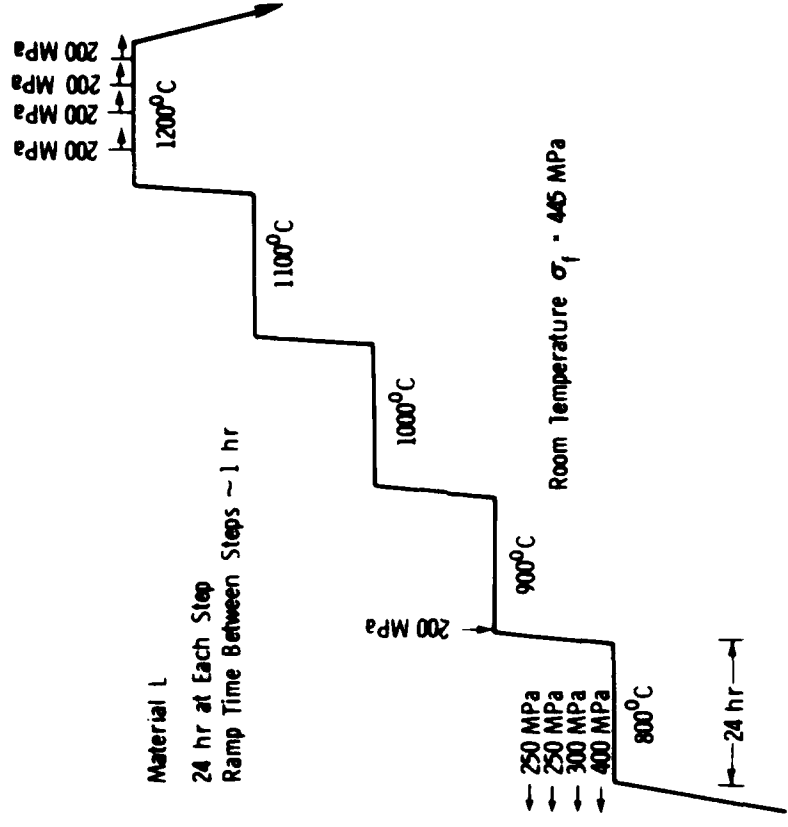 Material L
24 hr at Each Step
Ramp Time Between Steps ~ 1 hr
200 MPa
200 MPa
200 MPa
200 MPa
1200°C
1100°C
1000°C
200 MPa
900°C
250 MPa
250 MPa
300 MPa
400 MPa
800°C
24 hr
Room Temperature σf = 445 MPa